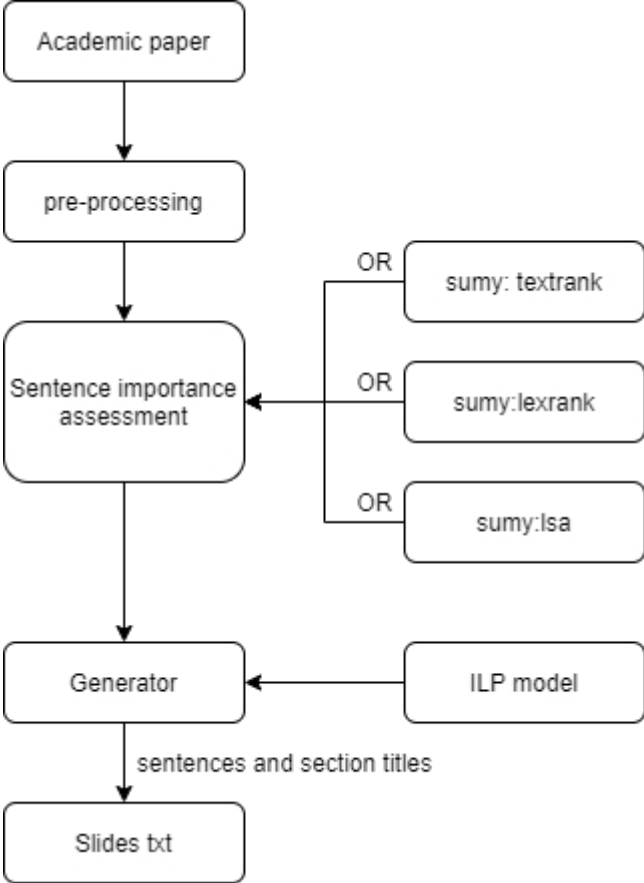 Academic paper
pre-processing
OR
sumy: textrank
Sentence importance
assessment
OR
sumy:lexrank
OR
sumy:lsa
Generator
ILP model
sentences and section titles
Slides txt